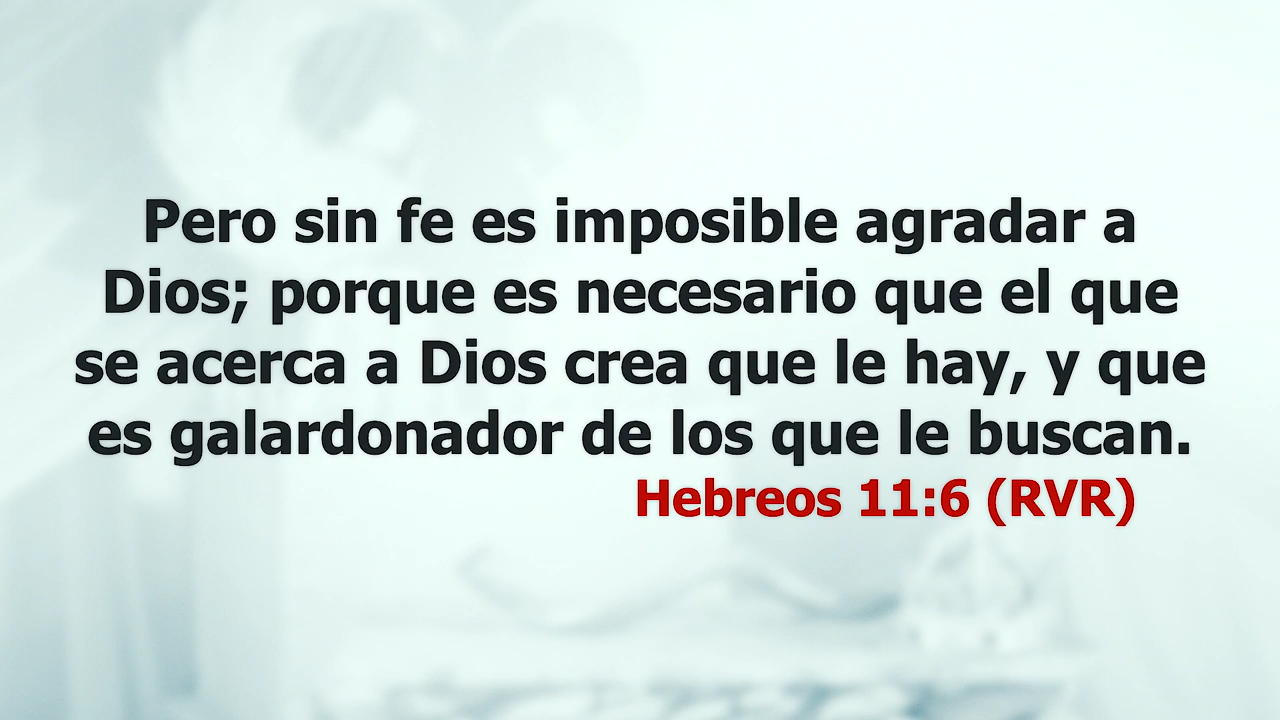 Pero sin fe es imposible agradar a
Dios; porque es necesario que el que
se acerca a Dios crea que le hay, y que
es galardonador de los que le buscan.
Hebreos 11:6 (RVR)